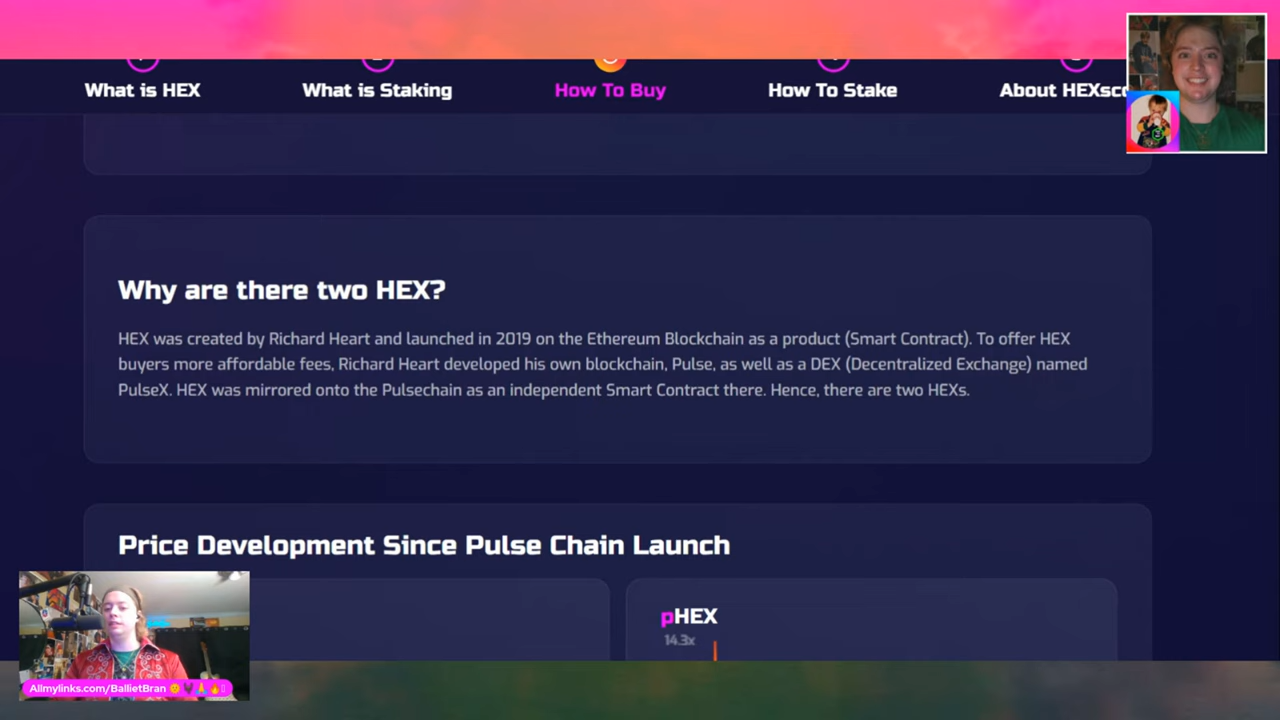 What is HEX
What is Staking
How To Buy
How To Stake
About HEXsco
Why are there two HEX?
HEX was created by Richard Heart and launched in 2019 on the Ethereum Blockchain as a product (Smart Contract). To offer HEX
buyers more affordable fees, Richard Heart developed his own blockchain, Pulse, as well as a DEX (Decentralized Exchange) named
PulseX. HEX was mirrored onto the Pulsechain as an independent Smart Contract there. Hence, there are two HEXs.
Price Development Since Pulse Chain Launch
pHEX
14.3x
Allmylinks.com/BallietBran